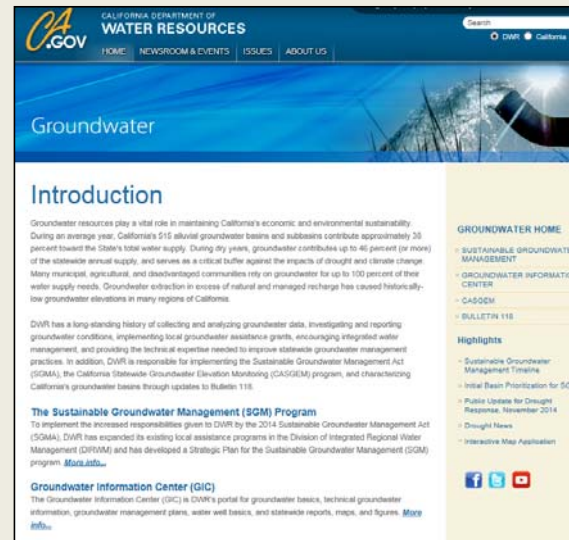 CA
.GOV
CALIFORNIA DEPARTMENT OF
WATER RESOURCES
Search
DWR California
HOME NEWSROOM & EVENTS ISSUES ABOUT US
Groundwater
Introduction
Groundwater resources play a vital role in maintaining California's economic and environmental sustainability.
During an average year, California's 515 alluvial groundwater basins and subbasins contribute approximately 38
percent toward the State's total water supply. During dry years, groundwater contributes up to 46 percent (or more)
of the statewide annual supply, and serves as a critical buffer against the impacts of drought and climate change.
Many municipal, agricultural, and disadvantaged communities rely on groundwater for up to 100 percent of their
water supply needs. Groundwater extraction in excess of natural and managed recharge has caused historically-
low groundwater elevations in many regions of California.
DWR has a long-standing history of collecting and analyzing groundwater data, investigating and reporting
groundwater conditions, implementing local groundwater assistance grants, encouraging integrated water
management, and providing the technical expertise needed to improve statewide groundwater management
practices. In addition, DWR is responsible for implementing the Sustainable Groundwater Management Act
(SGMA), the California Statewide Groundwater Elevation Monitoring (CASGEM) program, and characterizing
California's groundwater basins through updates to Bulletin 118.
The Sustainable Groundwater Management (SGM) Program
To implement the increased responsibilities given to DWR by the 2014 Sustainable Groundwater Management Act
(SGMA), DWR has expanded its existing local assistance programs in the Division of Integrated Regional Water
Management (DIRWM) and has developed a Strategic Plan for the Sustainable Groundwater Management (SGM)
program. More info...
Groundwater Information Center (GIC)
The Groundwater Information Center (GIC) is DWR's portal for groundwater basics, technical groundwater
information, groundwater management plans, water well basics, and statewide reports, maps, and figures. More
info...
GROUNDWATER HOME
SUSTAINABLE GROUNDWATE
MANAGEMENT
GROUNDWATER INFORMATIO
CENTER
CASGEM
BULLETIN 118
Highlights
Sustainable Groundwater
Management Timeline
Initial Basin Prioritization for SG
Public Update for Drought
Response, November 2014
Drought News
Interactive Map Application